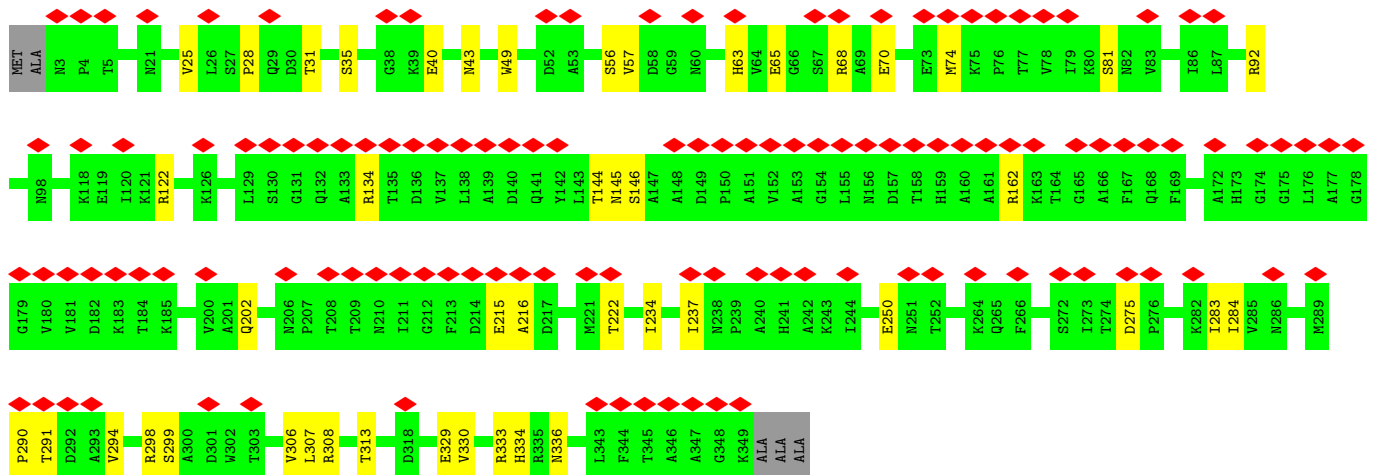 MET ALA N3 P4 T5 N21 V25 L26 S27 P28 Q29 D30 T31 S35 G38 K39 E40 N43 W49 D52 A53 S56 V57 D58 G59 N60 H63 V64 E65 G66 S67 R68 A69 E70 E73 M74 K75 P76 T77 V78 I79 K80 S81 N82 V83 I86 L87 R92
N98 K118 E119 I120 K121 R122 K126 L129 S130 G131 Q132 A133 R134 T135 D136 V137 L138 A139 D140 Q141 Y142 L143 T144 N145 S146 A147 A148 D149 P150 A151 V152 A153 G154 L155 N156 D157 T158 H159 A160 A161 R162 K163 T164 G165 A166 F167 Q168 F169 A172 H173 G174 G175 L176 A177 G178
G179 V180 V181 D182 K183 T184 K185 V200 A201 Q202 N206 P207 T208 T209 N210 I211 G212 F213 D214 E215 A216 D217 M221 T222 I234 I237 N238 P239 A240 H241 A242 K243 I244 E250 N251 T252 K264 Q265 F266 S272 I273 T274 D275 P276 K282 I283 I284 V285 N286 M289
P290 T291 D292 A293 V294 R298 S299 A300 D301 W302 T303 V306 L307 R308 T313 D318 E329 V330 R333 H334 R335 N336 L343 F344 T345 A346 A347 G348 K349 ALA ALA ALA